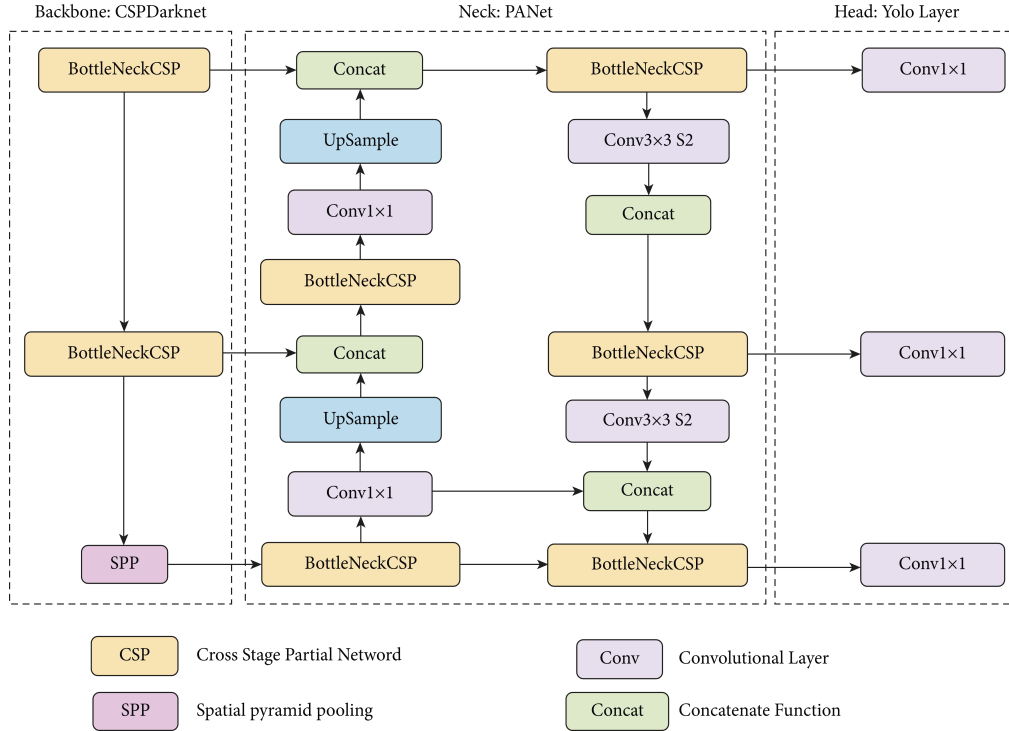 Backbone: CSPDarknet
Neck: PANet
Head: Yolo Layer
BottleNeckCSP
Concat
BottleNeckCSP
Conv1×1
UpSample
Conv3×3 S2
Conv1×1
Concat
BottleNeckCSP
BottleNeckCSP
Concat
BottleNeckCSP
Conv1×1
UpSample
Conv3×3 S2
Conv1×1
Concat
SPP
BottleNeckCSP
BottleNeckCSP
Conv1×1
CSP
Cross Stage Partial Netword
Conv
Convolutional Layer
SPP
Spatial pyramid pooling
Concat
Concatenate Function